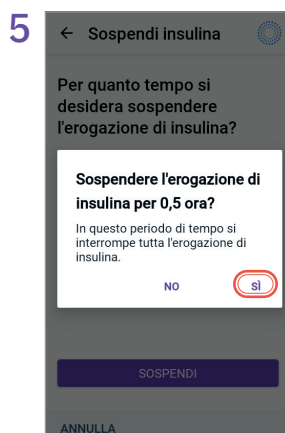 5
Sospendi insulina
Per quanto tempo si
desidera sospendere
l'erogazione di insulina?
Sospendere l'erogazione di
insulina per 0,5 ora?
In questo periodo di tempo si
interrompe tutta l'erogazione di
insulina.
NO SÌ
SOSPENDI
ANNULLA